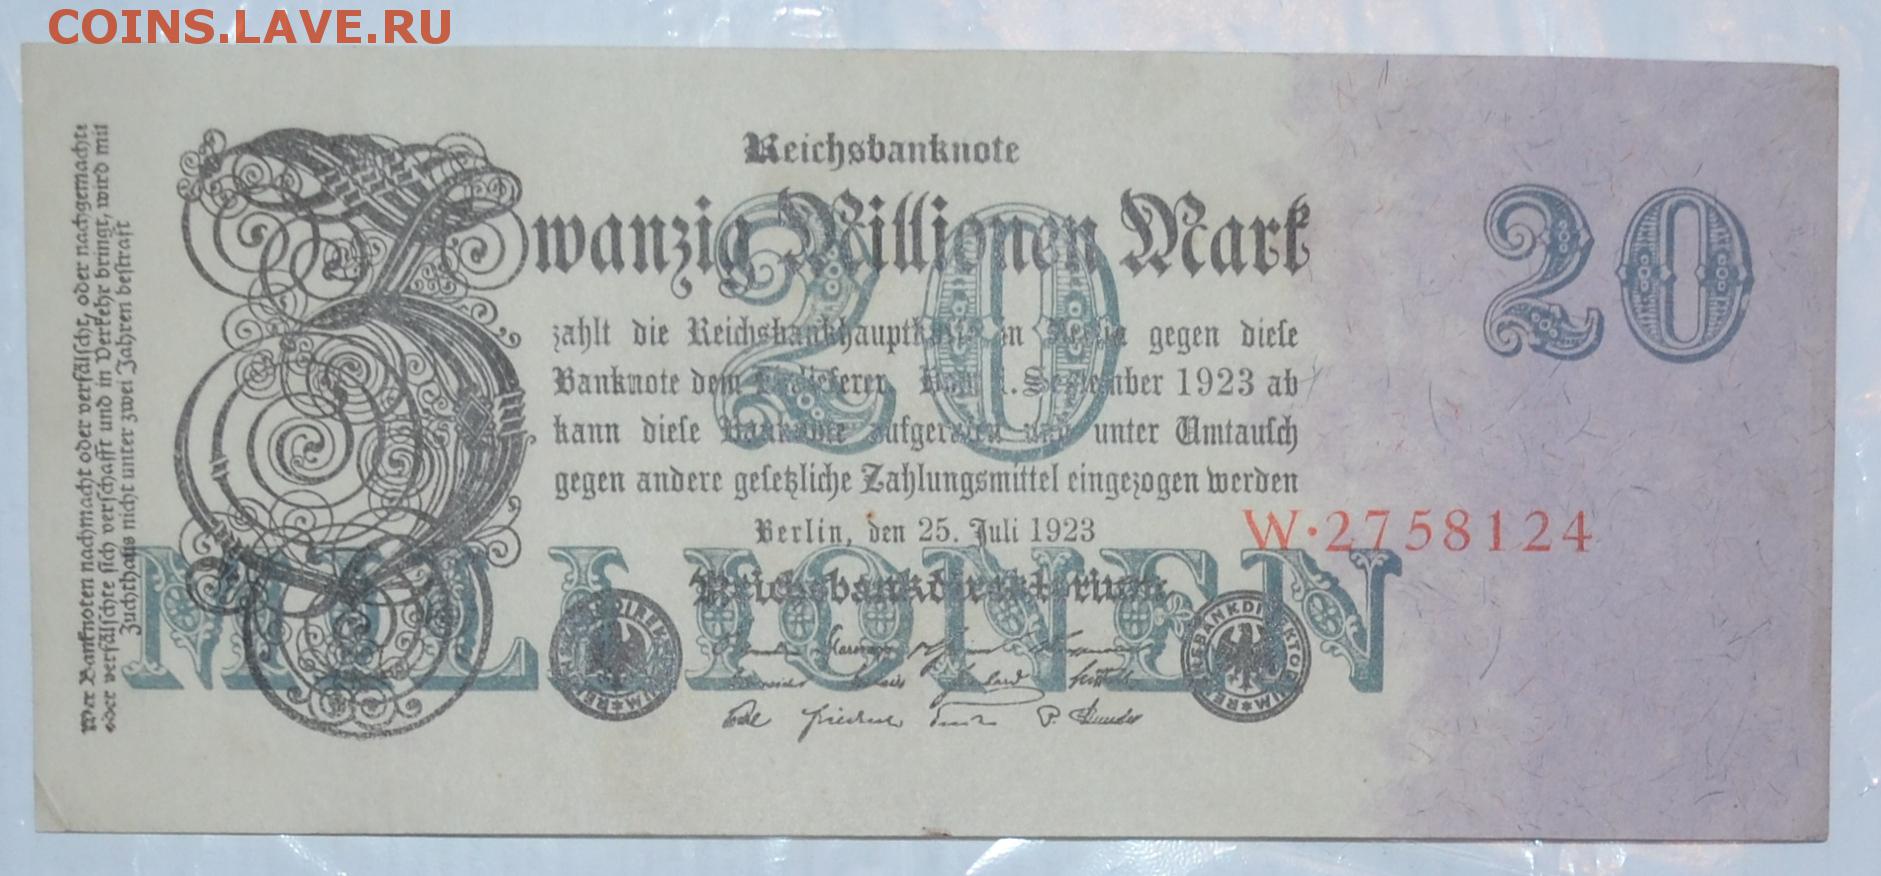 COINS.LAVE.RU
Wer Banknoten nachmacht oder verfälscht, oder nachgemachte
oder verfälschte sich verschafft und in Verkehr bringt, wird mit
Zuchthaus nicht unter zwei Jahren bestraft
Reichsbanknote
Zwanzig Millionen Mark
20
20
zahlt die Reichsbankhauptkasse in Berlin gegen diese
Banknote dem Einlieferer. Vom 1. September 1923 ab
kann diese Banknote aufgerufen und unter Umtausch
gegen andere gesetzliche Zahlungsmittel eingezogen werden
Berlin, den 25. Juli 1923
W·2758124
MILLIONEN
Reichsbankdirektorium
REICHSBANKDIREKTORIUM
REICHSBANKDIREKTORIUM